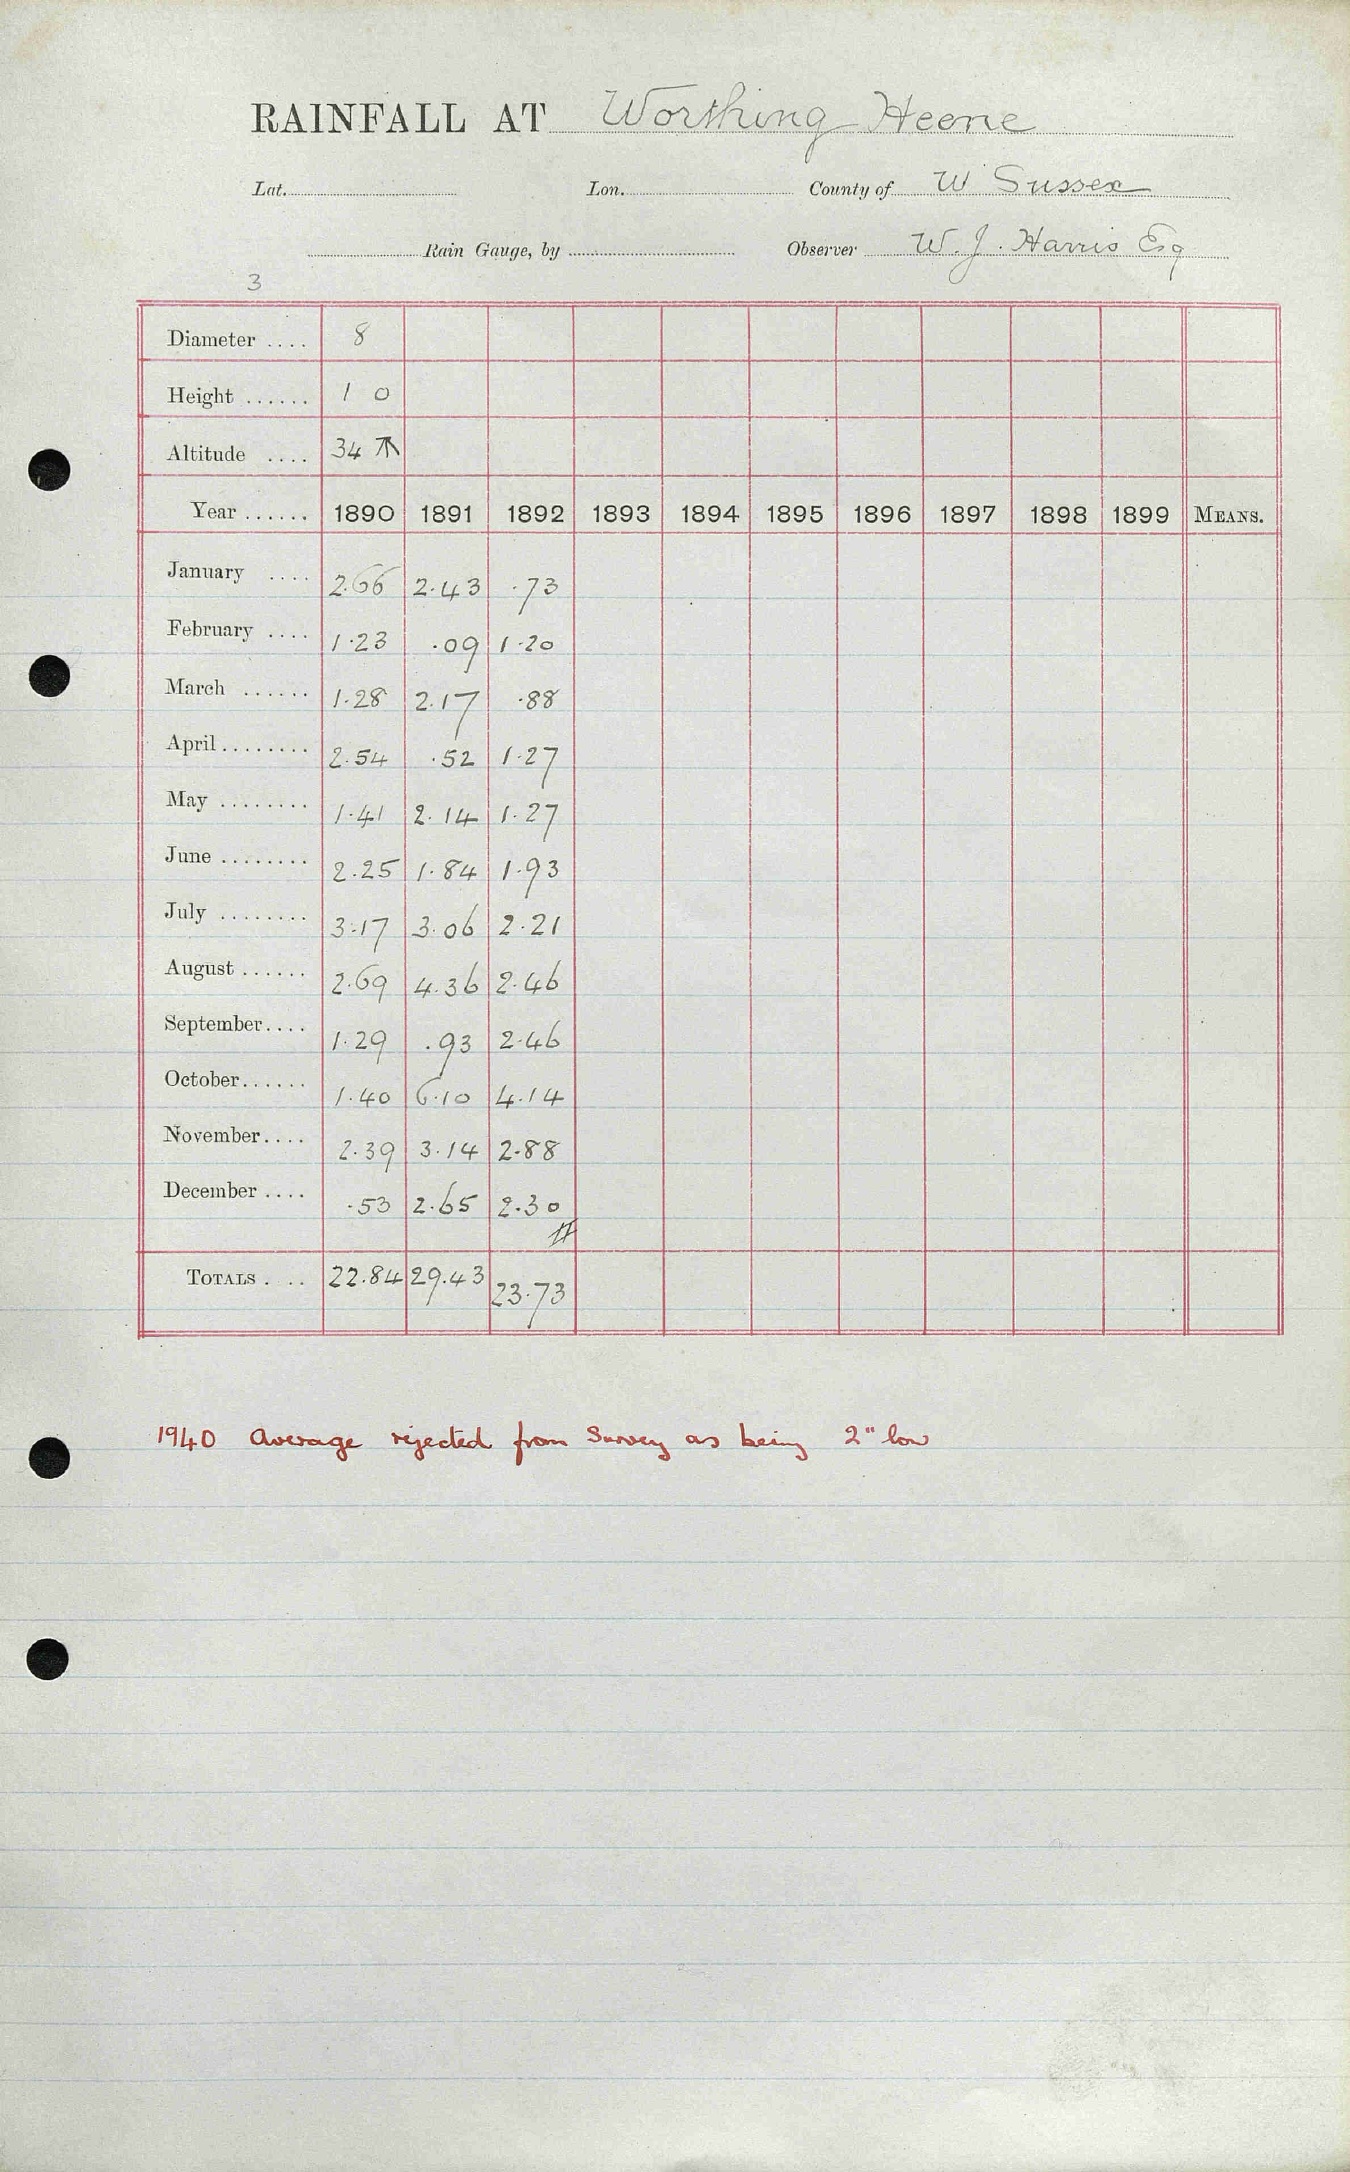 RAINFALL AT Worthing Heene
Lat. Lon. County of W Sussex
Rain Gauge, by Observer W. J. Harris Esq
3
Diameter .... 8
Height ...... 1 0
Altitude .... 34 ⊼
Year ...... 1890 1891 1892 1893 1894 1895 1896 1897 1898 1899 MEANS.
January .... 2.66 2.43 .73
February .... 1.23 .09 1.20
March ...... 1.28 2.17 .88
April ........ 2.54 .52 1.27
May ........ 1.41 2.14 1.27
June ........ 2.25 1.84 1.93
July ........ 3.17 3.06 2.21
August ...... 2.69 4.36 2.46
September.... 1.29 .93 2.46
October...... 1.40 6.10 4.14
November.... 2.39 3.14 2.88
December .... .53 2.65 2.30
TOTALS . .. 22.84 29.43 23.73
1940 Average rejected from Survey as being 2" low